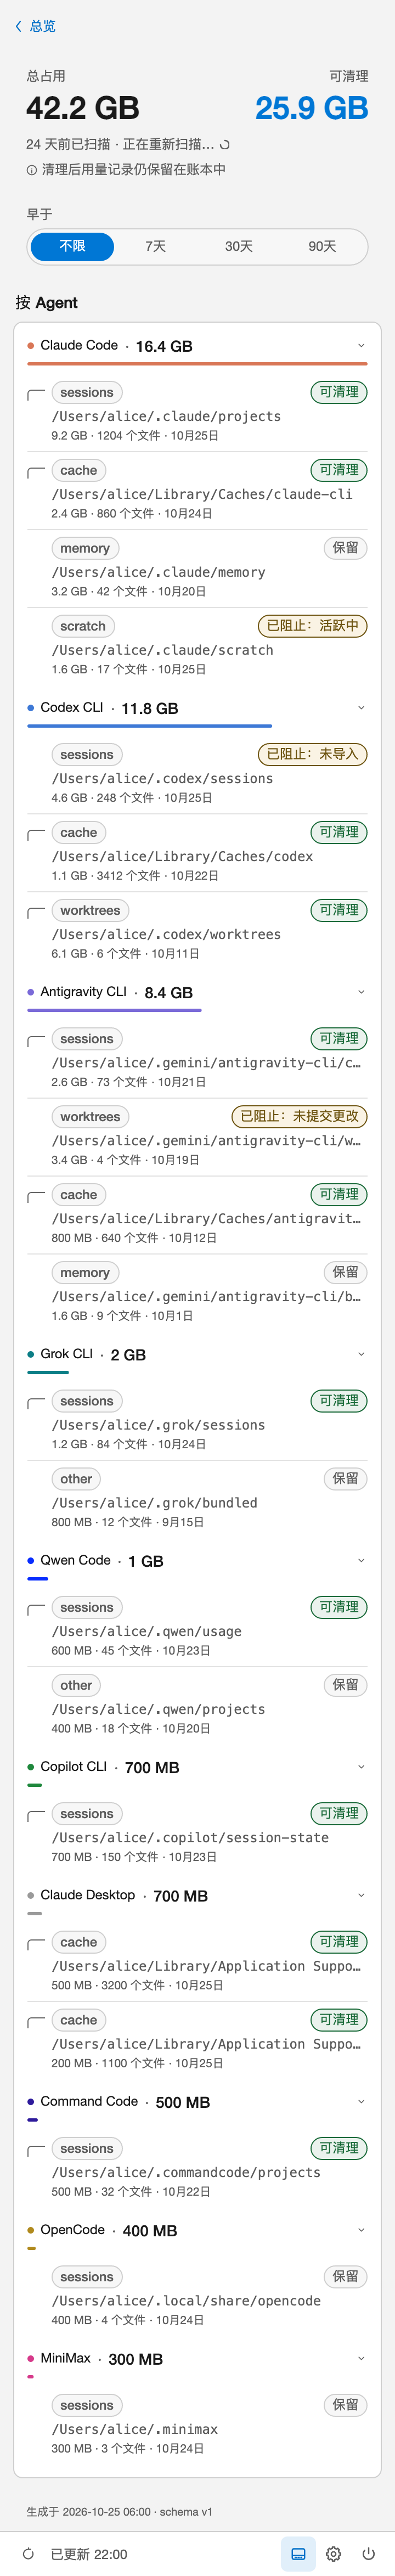 总览
总占用 可清理
42.2 GB 25.9 GB
24 天前已扫描 · 正在重新扫描…
清理后用量记录仍保留在账本中
早于
不限 7天 30天 90天
按 Agent
Claude Code · 16.4 GB
sessions 可清理
/Users/alice/.claude/projects
9.2 GB · 1204 个文件 · 10月25日
cache 可清理
/Users/alice/Library/Caches/claude-cli
2.4 GB · 860 个文件 · 10月24日
memory 保留
/Users/alice/.claude/memory
3.2 GB · 42 个文件 · 10月20日
scratch 已阻止：活跃中
/Users/alice/.claude/scratch
1.6 GB · 17 个文件 · 10月25日
Codex CLI · 11.8 GB
sessions 已阻止：未导入
/Users/alice/.codex/sessions
4.6 GB · 248 个文件 · 10月25日
cache 可清理
/Users/alice/Library/Caches/codex
1.1 GB · 3412 个文件 · 10月22日
worktrees 可清理
/Users/alice/.codex/worktrees
6.1 GB · 6 个文件 · 10月11日
Antigravity CLI · 8.4 GB
sessions 可清理
/Users/alice/.gemini/antigravity-cli/c…
2.6 GB · 73 个文件 · 10月21日
worktrees 已阻止：未提交更改
/Users/alice/.gemini/antigravity-cli/w…
3.4 GB · 4 个文件 · 10月19日
cache 可清理
/Users/alice/Library/Caches/antigravit…
800 MB · 640 个文件 · 10月12日
memory 保留
/Users/alice/.gemini/antigravity-cli/b…
1.6 GB · 9 个文件 · 10月1日
Grok CLI · 2 GB
sessions 可清理
/Users/alice/.grok/sessions
1.2 GB · 84 个文件 · 10月24日
other 保留
/Users/alice/.grok/bundled
800 MB · 12 个文件 · 9月15日
Qwen Code · 1 GB
sessions 可清理
/Users/alice/.qwen/usage
600 MB · 45 个文件 · 10月23日
other 保留
/Users/alice/.qwen/projects
400 MB · 18 个文件 · 10月20日
Copilot CLI · 700 MB
sessions 可清理
/Users/alice/.copilot/session-state
700 MB · 150 个文件 · 10月23日
Claude Desktop · 700 MB
cache 可清理
/Users/alice/Library/Application Suppo…
500 MB · 3200 个文件 · 10月25日
cache 可清理
/Users/alice/Library/Application Suppo…
200 MB · 1100 个文件 · 10月25日
Command Code · 500 MB
sessions 可清理
/Users/alice/.commandcode/projects
500 MB · 32 个文件 · 10月22日
OpenCode · 400 MB
sessions 保留
/Users/alice/.local/share/opencode
400 MB · 4 个文件 · 10月24日
MiniMax · 300 MB
sessions 保留
/Users/alice/.minimax
300 MB · 3 个文件 · 10月24日
生成于 2026-10-25 06:00 · schema v1
已更新 22:00